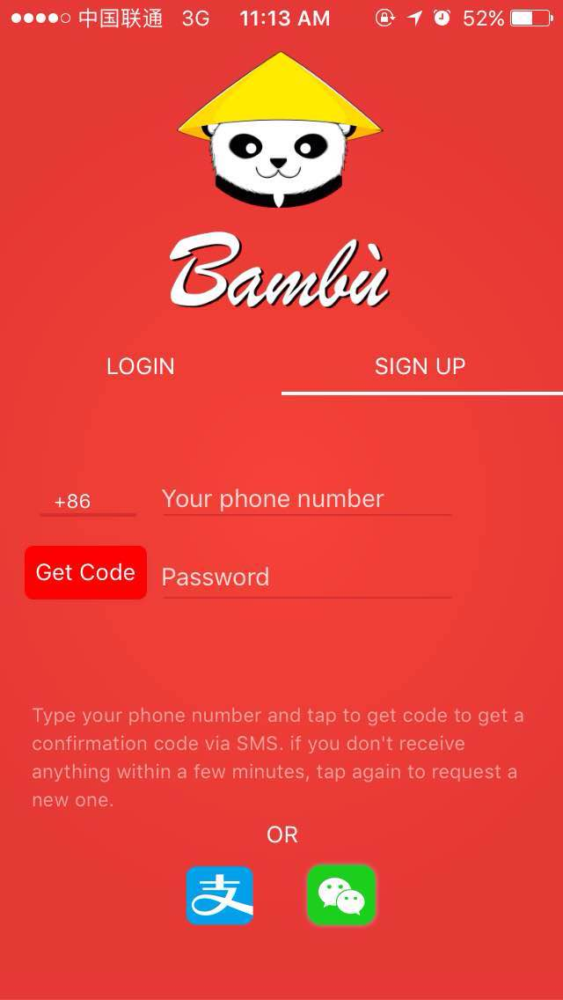 中国联通 3G 11:13 AM 52%
Bambù
LOGIN SIGN UP
+86 Your phone number
Get Code Password
Type your phone number and tap to get code to get a
confirmation code via SMS. if you don't receive
anything within a few minutes, tap again to request a
new one.
OR
支